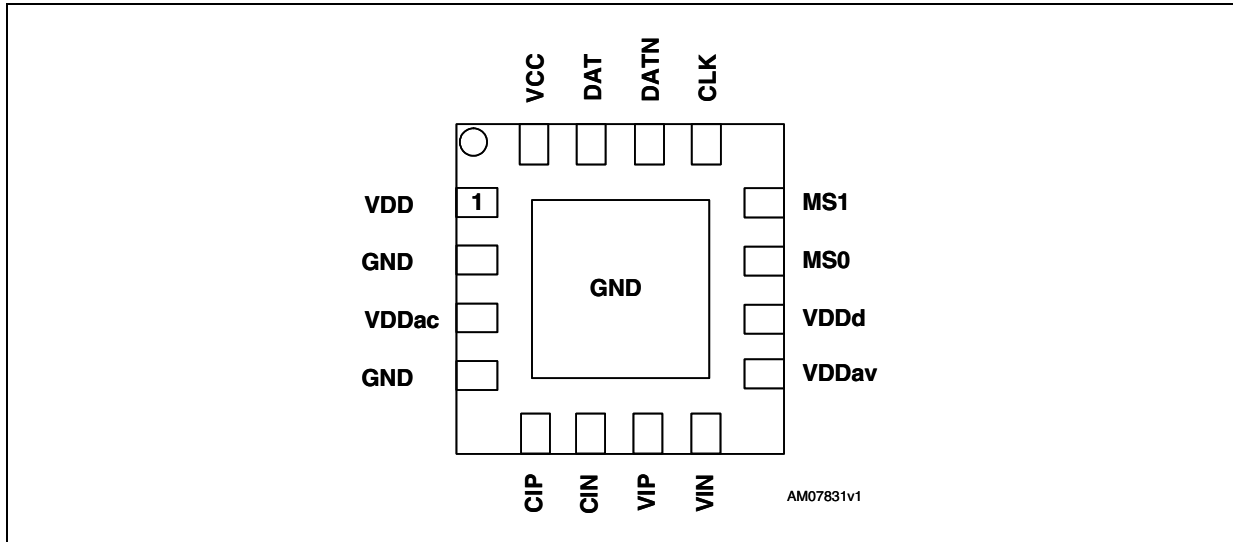 VCC
DAT
DATN
CLK
VDD
1
MS1
GND
MS0
GND
VDDac
VDDd
GND
VDDav
CIP
CIN
VIP
VIN
AM07831v1